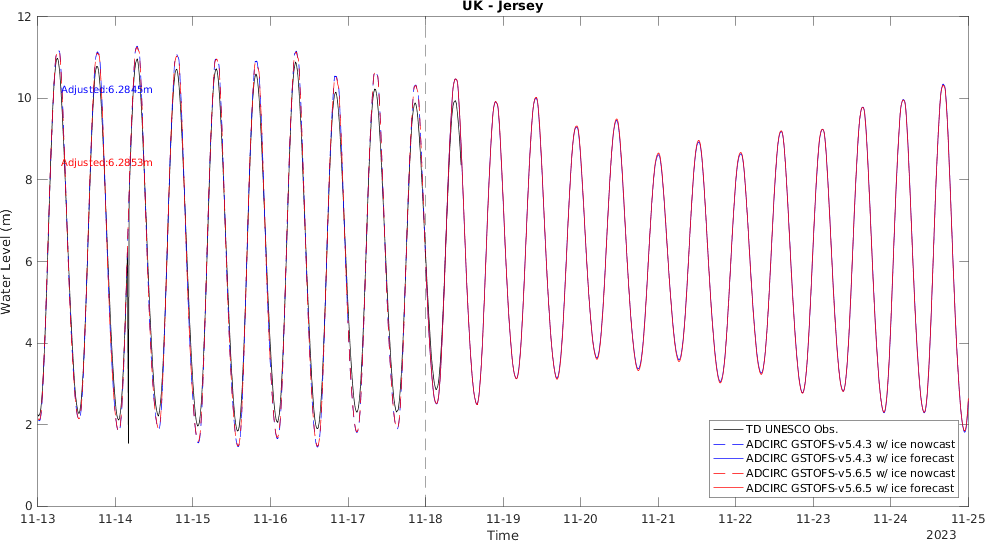 UK - Jersey
12
10
8
6
4
2
0
Water Level (m)
Adjusted:6.2845m
Adjusted:6.2853m
TD UNESCO Obs.
ADCIRC GSTOFS-v5.4.3 w/ ice nowcast
ADCIRC GSTOFS-v5.4.3 w/ ice forecast
ADCIRC GSTOFS-v5.6.5 w/ ice nowcast
ADCIRC GSTOFS-v5.6.5 w/ ice forecast
11-13 11-14 11-15 11-16 11-17 11-18 11-19 11-20 11-21 11-22 11-23 11-24 11-25
Time
2023